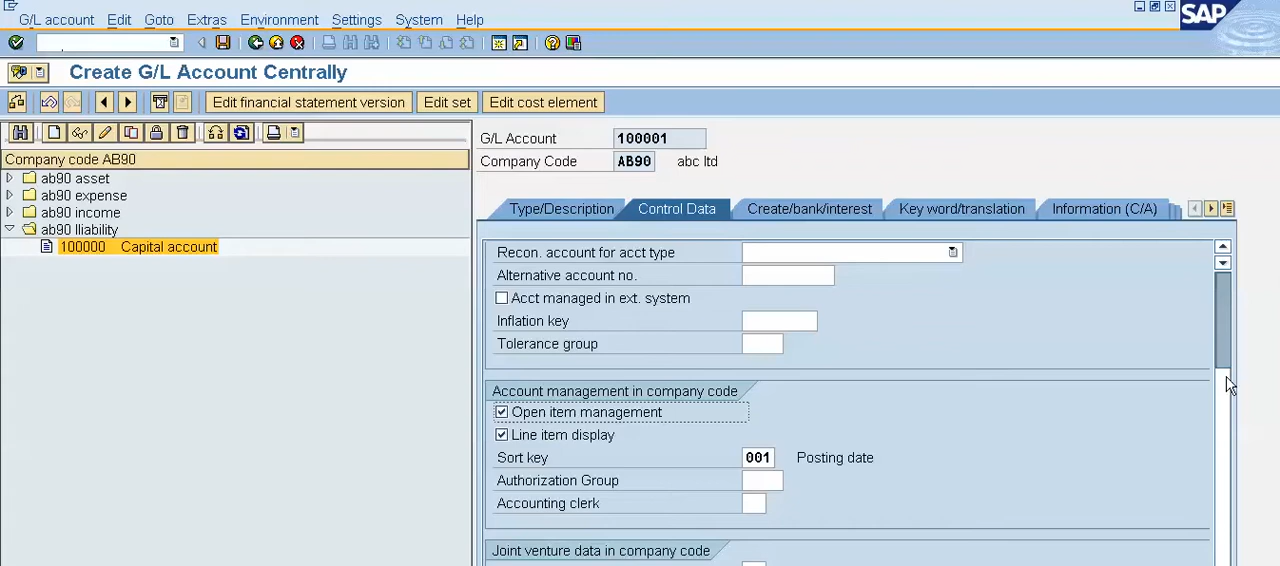 G/L account Edit Goto Extras Environment Settings System Help
SAP
Create G/L Account Centrally
Edit financial statement version Edit set Edit cost element
Company code AB90
ab90 asset
ab90 expense
ab90 income
ab90 lliability
100000 Capital account
G/L Account 100001
Company Code AB90 abc ltd
Type/Description Control Data Create/bank/interest Key word/translation Information (C/A)
Recon. account for acct type
Alternative account no.
Acct managed in ext. system
Inflation key
Tolerance group
Account management in company code
Open item management
Line item display
Sort key 001 Posting date
Authorization Group
Accounting clerk
Joint venture data in company code